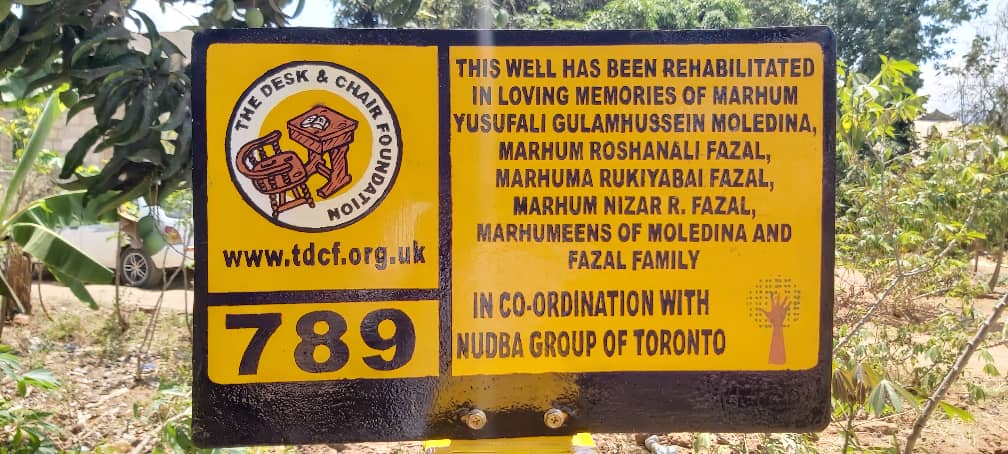 THE DESK & CHAIR FOUNDATION
www.tdcf.org.uk
789
THIS WELL HAS BEEN REHABILITATED
IN LOVING MEMORIES OF MARHUM
YUSUFALI GULAMHUSSEIN MOLEDINA,
MARHUM ROSHANALI FAZAL,
MARHUMA RUKIYABAI FAZAL,
MARHUM NIZAR R. FAZAL,
MARHUMEENS OF MOLEDINA AND
FAZAL FAMILY
IN CO-ORDINATION WITH
NUDBA GROUP OF TORONTO